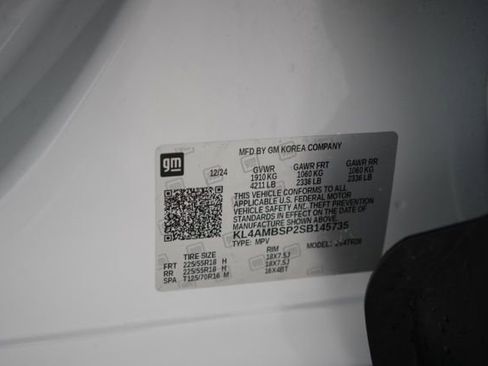 gm
MFD.BY GM KOREA COMPANY
12/24 GVWR GAWR FRT GAWR RR
1910 KG 1060 KG 1060 KG
4211 LB 2336 LB 2336 LB
THIS VEHICLE CONFORMS TO ALL
APPLICABLE U.S. FEDERAL MOTOR
VEHICLE SAFETY AND THEFT PREVENTION
STANDARDS IN EFFECT ON THE DATE OF
MANUFACTURE SHOWN ABOVE
KL4AMBSP2SB145735
TYPE: MPV MODEL:
TIRE SIZE RIM
FRT 225/55R18 H 18X7.5J
RR 225/55R18 H 18X7.5J
SPA T125/70R16 M 16X4BT